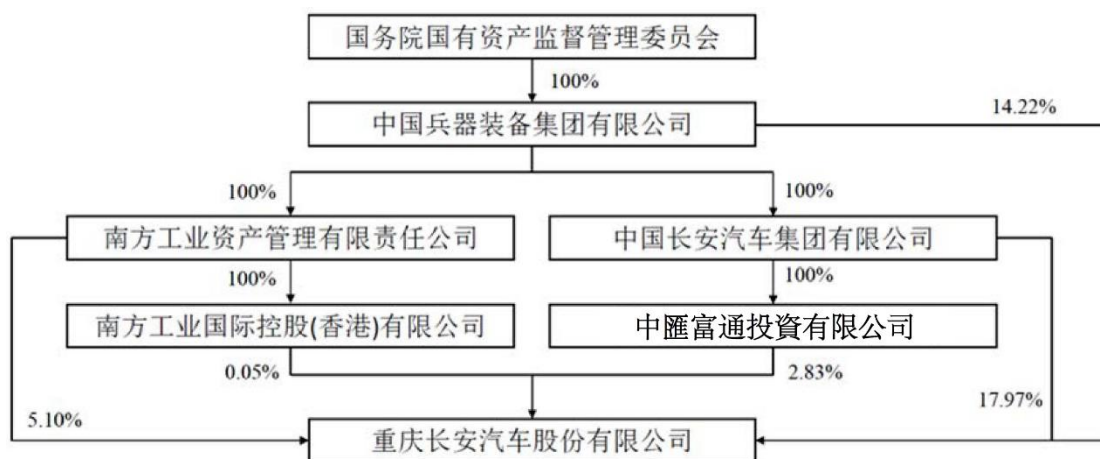 国务院国有资产监督管理委员会
100%
14.22%
中国兵器装备集团有限公司
100%
100%
南方工业资产管理有限责任公司
中国长安汽车集团有限公司
100%
100%
南方工业国际控股(香港)有限公司
中匯富通投資有限公司
0.05%
2.83%
5.10%
17.97%
重庆长安汽车股份有限公司